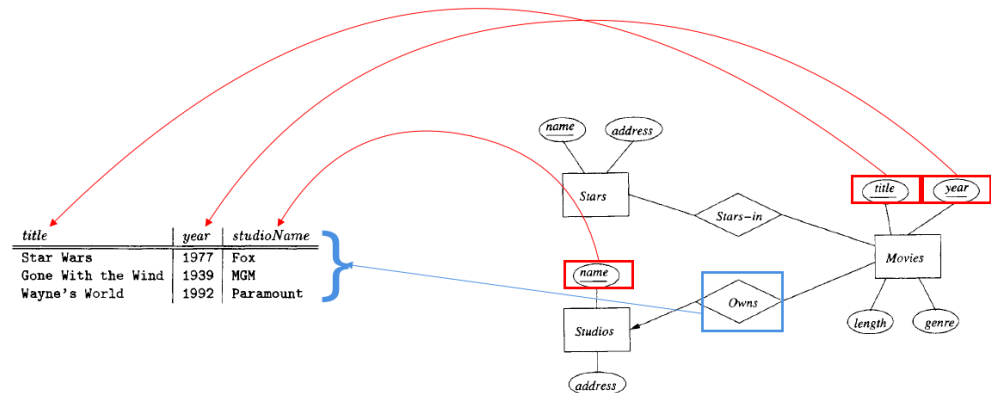 name address
title year
Stars
Stars-in
title year studioName
Star Wars 1977 Fox
Gone With the Wind 1939 MGM
Wayne's World 1992 Paramount
name
Movies
Owns
Studios
length genre
address